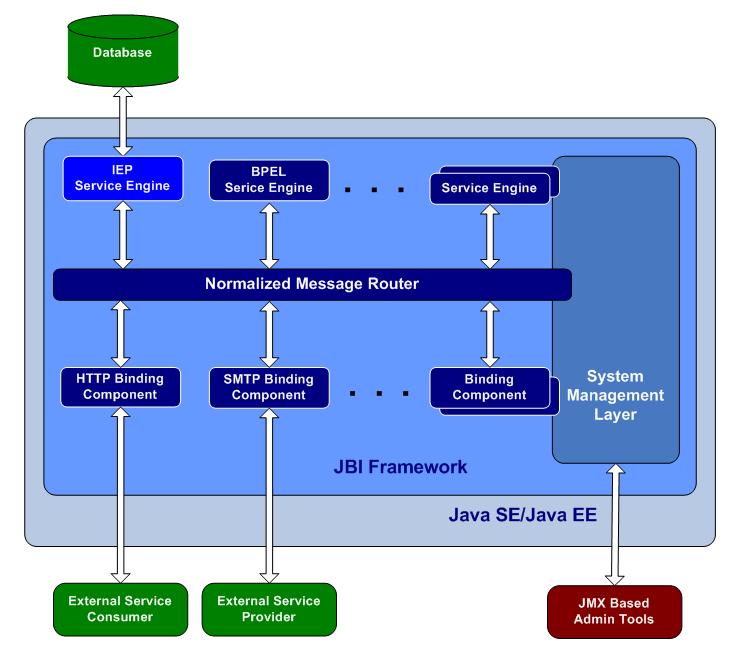 Database
IEP
Service Engine
BPEL
Serice Engine
. . .
Service Engine
Normalized Message Router
HTTP Binding
Component
SMTP Binding
Component
. . .
Binding
Component
System
Management
Layer
JBI Framework
Java SE/Java EE
External Service
Consumer
External Service
Provider
JMX Based
Admin Tools